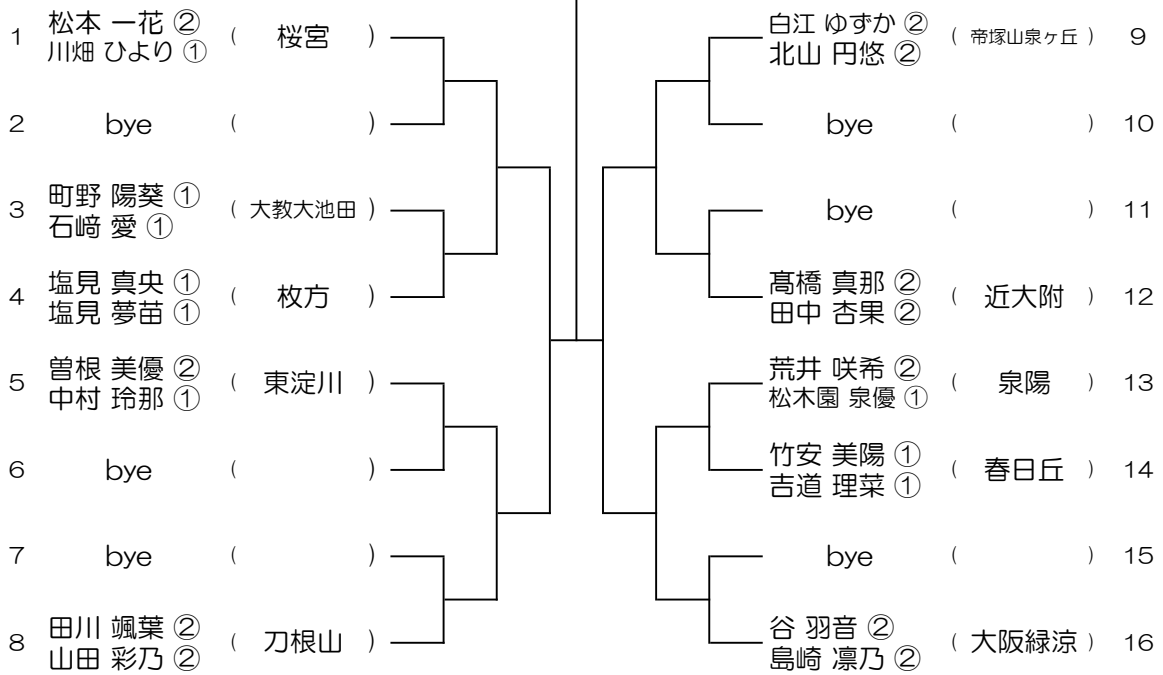 1 松本 一花 ② ( 桜宮 )
川畑 ひより ①
2 bye ( )
3 町野 陽葵 ① ( 大教大池田 )
石﨑 愛 ①
4 塩見 真央 ① ( 枚方 )
塩見 夢苗 ①
5 曽根 美優 ② ( 東淀川 )
中村 玲那 ①
6 bye ( )
7 bye ( )
8 田川 颯葉 ② ( 刀根山 )
山田 彩乃 ②
白江 ゆずか ② ( 帝塚山泉ヶ丘 ) 9
北山 円悠 ②
bye ( ) 10
bye ( ) 11
髙橋 真那 ② ( 近大附 ) 12
田中 杏果 ②
荒井 咲希 ② ( 泉陽 ) 13
松木園 泉優 ①
竹安 美陽 ① ( 春日丘 ) 14
吉道 理菜 ①
bye ( ) 15
谷 羽音 ② ( 大阪緑涼 ) 16
島崎 凛乃 ②